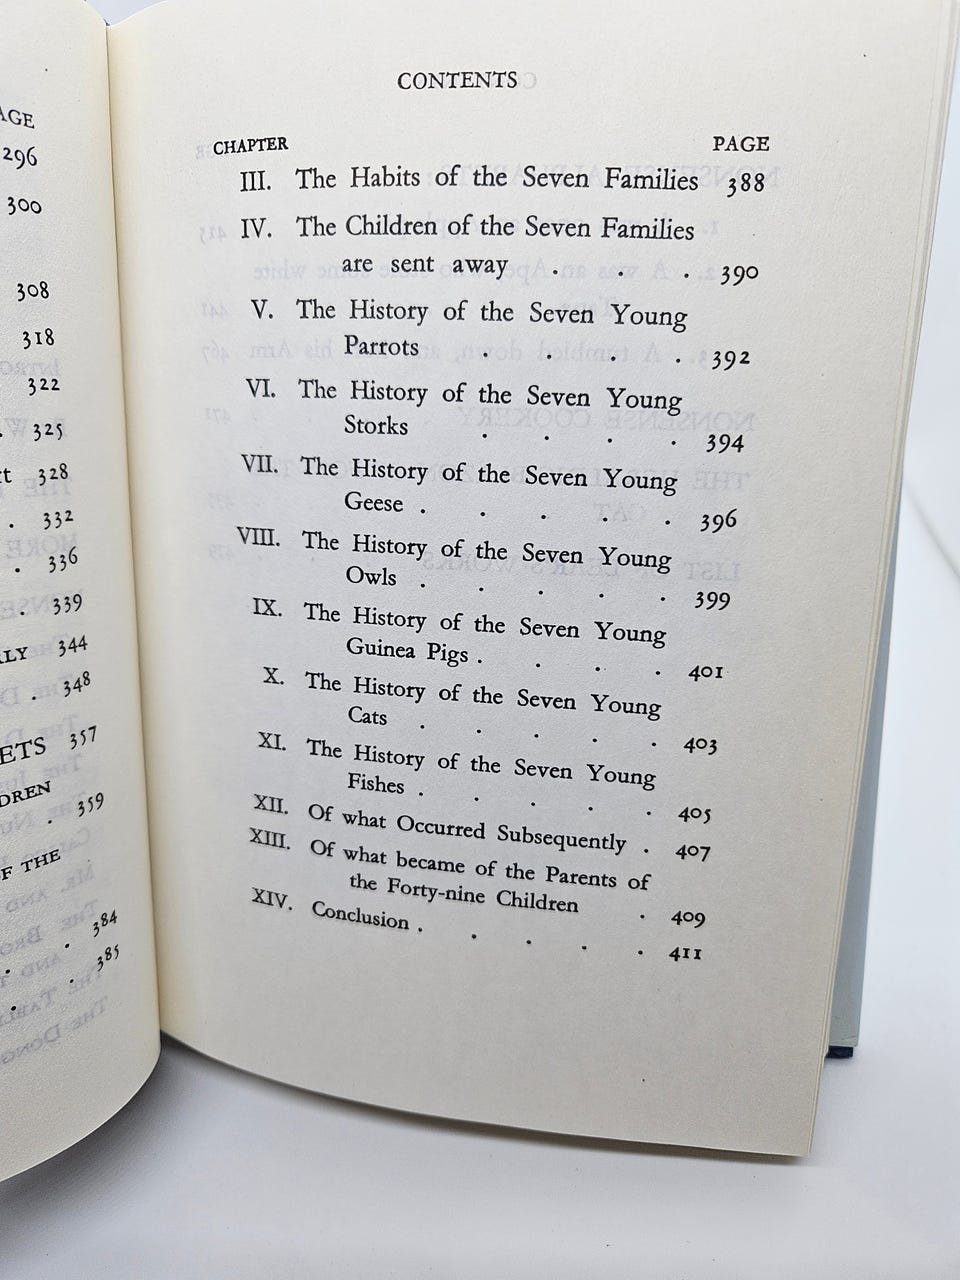 AGE
296
300
308
318
322
. 325
t 328
. 332
. 336
. 339
LY 344
. 348
ETS 357
DREN
. 359
F THE
. 384
. 385
CONTENTS
CHAPTER PAGE
III. The Habits of the Seven Families 388
IV. The Children of the Seven Families
are sent away . . . 390
V. The History of the Seven Young
Parrots . . . . 392
VI. The History of the Seven Young
Storks . . . . 394
VII. The History of the Seven Young
Geese . . . . 396
VIII. The History of the Seven Young
Owls . . . . . 399
IX. The History of the Seven Young
Guinea Pigs . . . . 401
X. The History of the Seven Young
Cats . . . . . 403
XI. The History of the Seven Young
Fishes . . . . . 405
XII. Of what Occurred Subsequently . 407
XIII. Of what became of the Parents of
the Forty-nine Children . 409
XIV. Conclusion . . . . . 411